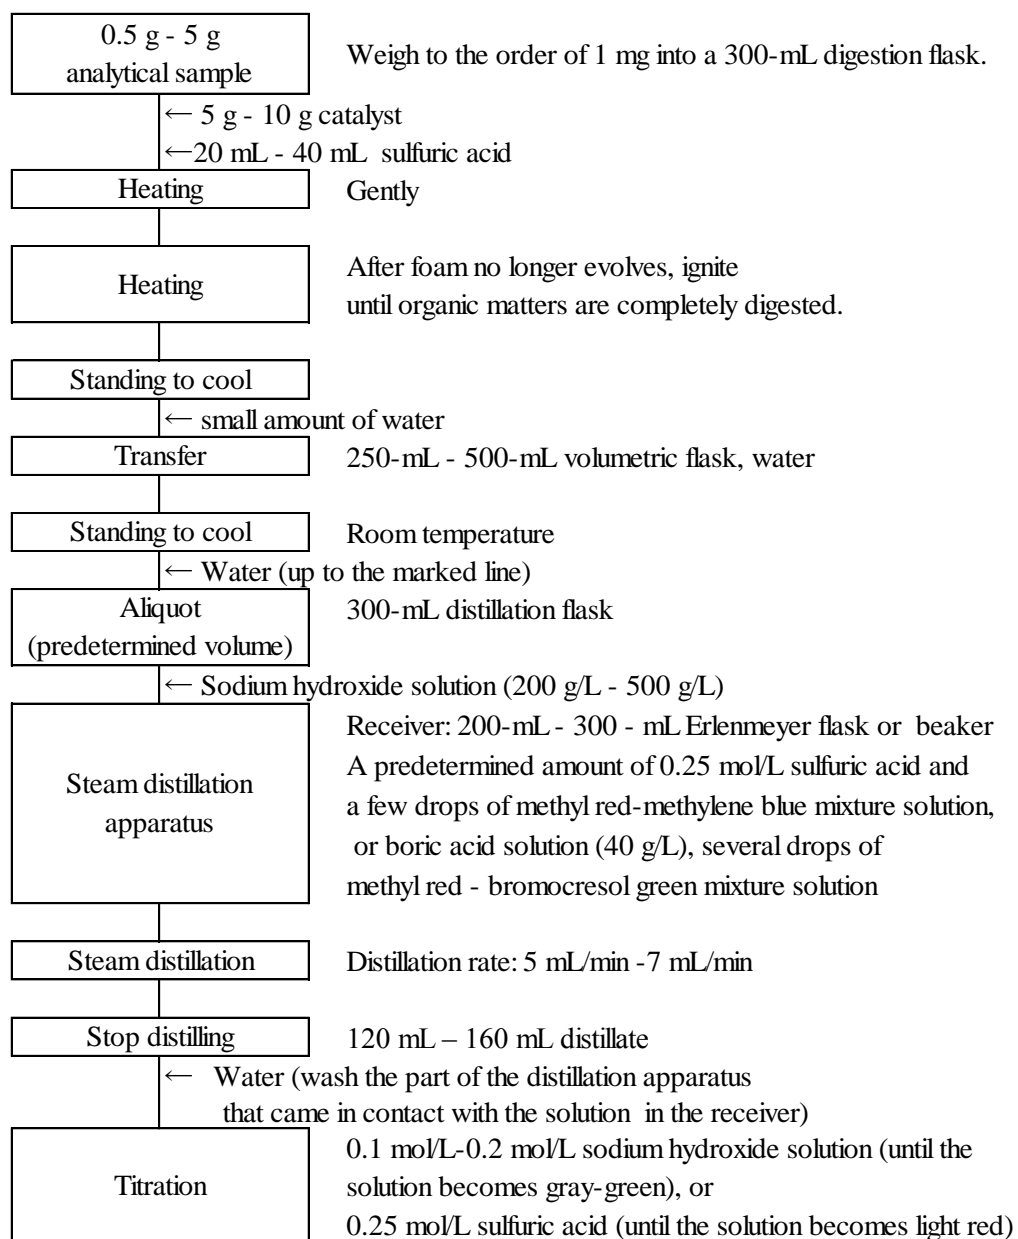 0.5 g - 5 g
analytical sample
Weigh to the order of 1 mg into a 300-mL digestion flask.
← 5 g - 10 g catalyst
←20 mL - 40 mL sulfuric acid
Heating
Gently
Heating
After foam no longer evolves, ignite
until organic matters are completely digested.
Standing to cool
← small amount of water
Transfer
250-mL - 500-mL volumetric flask, water
Standing to cool
Room temperature
← Water (up to the marked line)
Aliquot
(predetermined volume)
300-mL distillation flask
← Sodium hydroxide solution (200 g/L - 500 g/L)
Steam distillation
apparatus
Receiver: 200-mL - 300 - mL Erlenmeyer flask or beaker
A predetermined amount of 0.25 mol/L sulfuric acid and
a few drops of methyl red-methylene blue mixture solution,
or boric acid solution (40 g/L), several drops of
methyl red - bromocresol green mixture solution
Steam distillation
Distillation rate: 5 mL/min -7 mL/min
Stop distilling
120 mL – 160 mL distillate
← Water (wash the part of the distillation apparatus
that came in contact with the solution in the receiver)
Titration
0.1 mol/L-0.2 mol/L sodium hydroxide solution (until the
solution becomes gray-green), or
0.25 mol/L sulfuric acid (until the solution becomes light red)